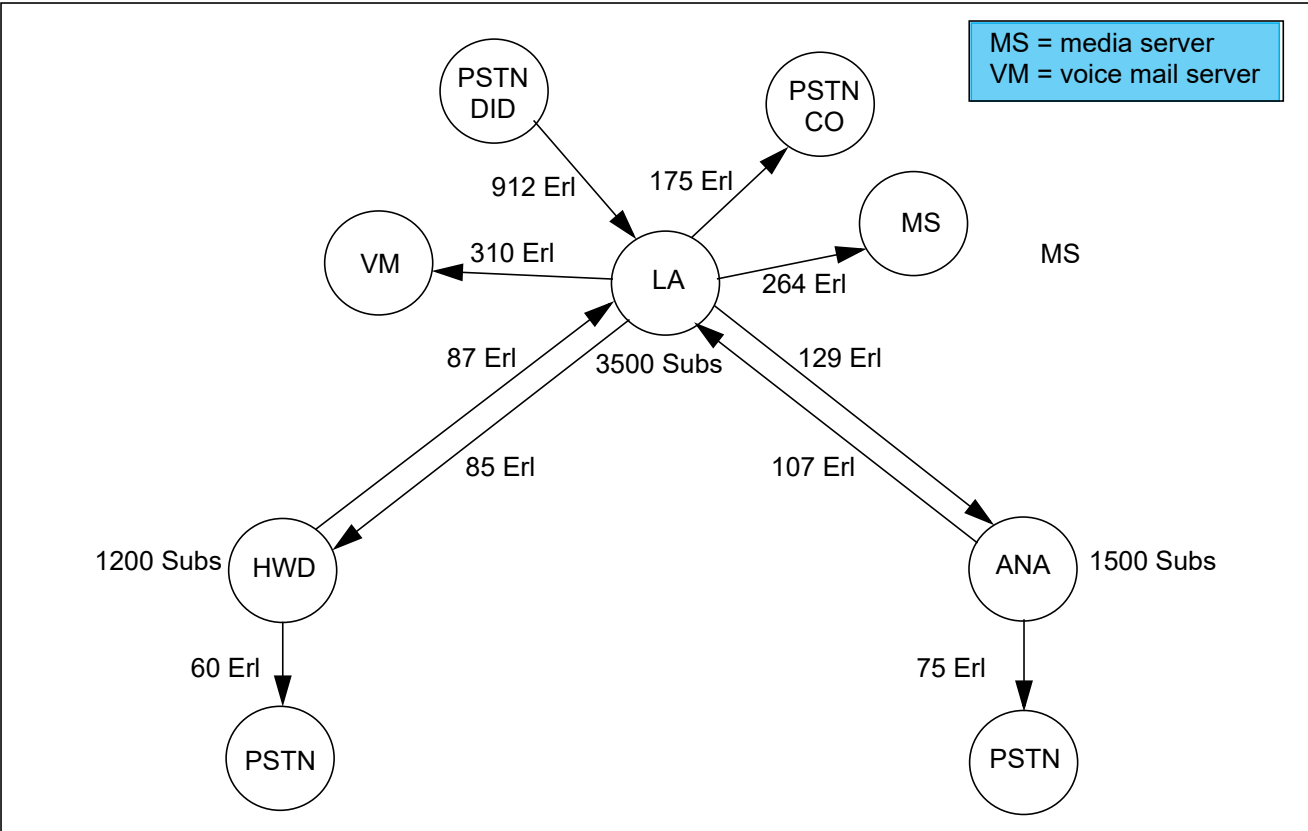 MS = media server
VM = voice mail server
PSTN
DID
PSTN
CO
912 Erl
175 Erl
MS
VM
310 Erl
LA
264 Erl
MS
87 Erl
3500 Subs
129 Erl
85 Erl
107 Erl
1200 Subs
HWD
ANA
1500 Subs
60 Erl
75 Erl
PSTN
PSTN